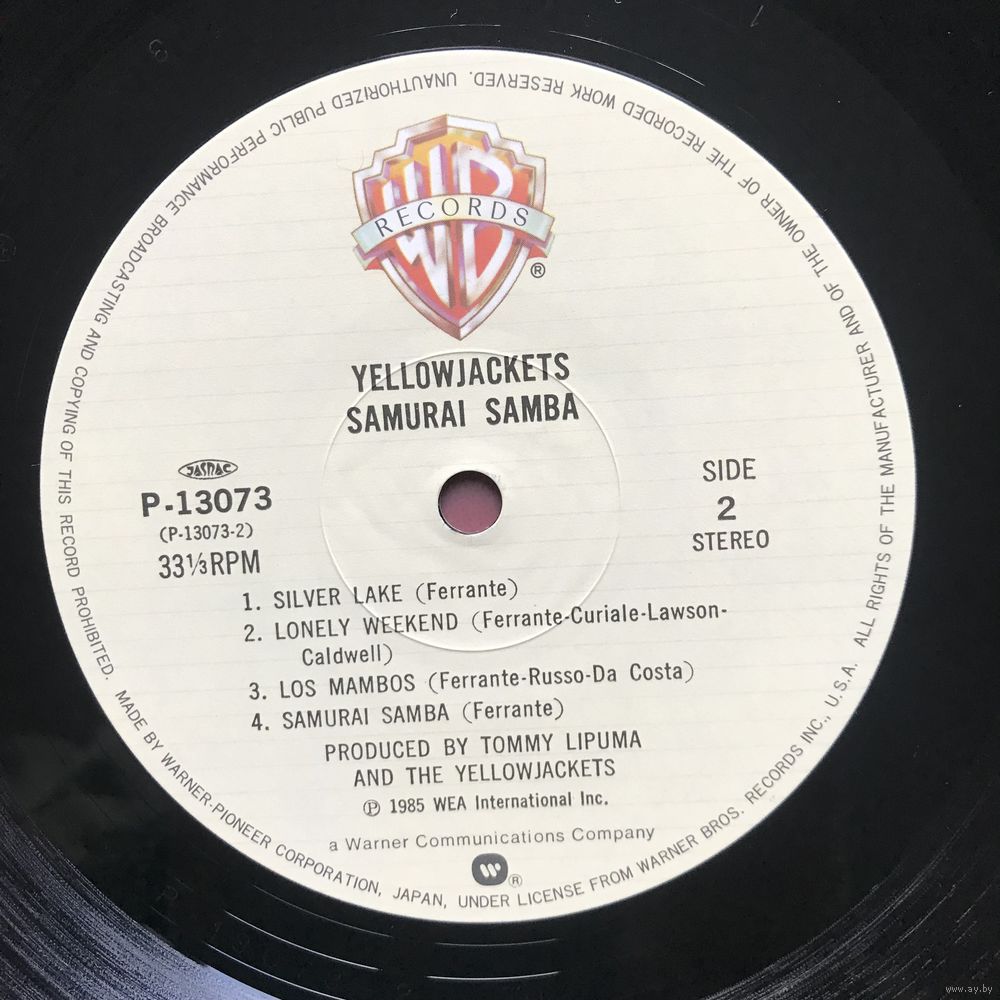 WB
RECORDS
®
YELLOWJACKETS
SAMURAI SAMBA
JASRAC
P-13073
(P-13073-2)
33⅓RPM
SIDE
2
STEREO
1. SILVER LAKE (Ferrante)
2. LONELY WEEKEND (Ferrante-Curiale-Lawson-
Caldwell)
3. LOS MAMBOS (Ferrante-Russo-Da Costa)
4. SAMURAI SAMBA (Ferrante)
PRODUCED BY TOMMY LIPUMA
AND THE YELLOWJACKETS
℗ 1985 WEA International Inc.
a Warner Communications Company
®
MADE BY WARNER-PIONEER CORPORATION, JAPAN, UNDER LICENSE FROM WARNER BROS. RECORDS INC., U.S.A. ALL RIGHTS OF THE MANUFACTURER AND OF THE OWNER OF THE RECORDED WORK RESERVED. UNAUTHORIZED PUBLIC PERFORMANCE BROADCASTING AND COPYING OF THIS RECORD PROHIBITED.
www.ay.by